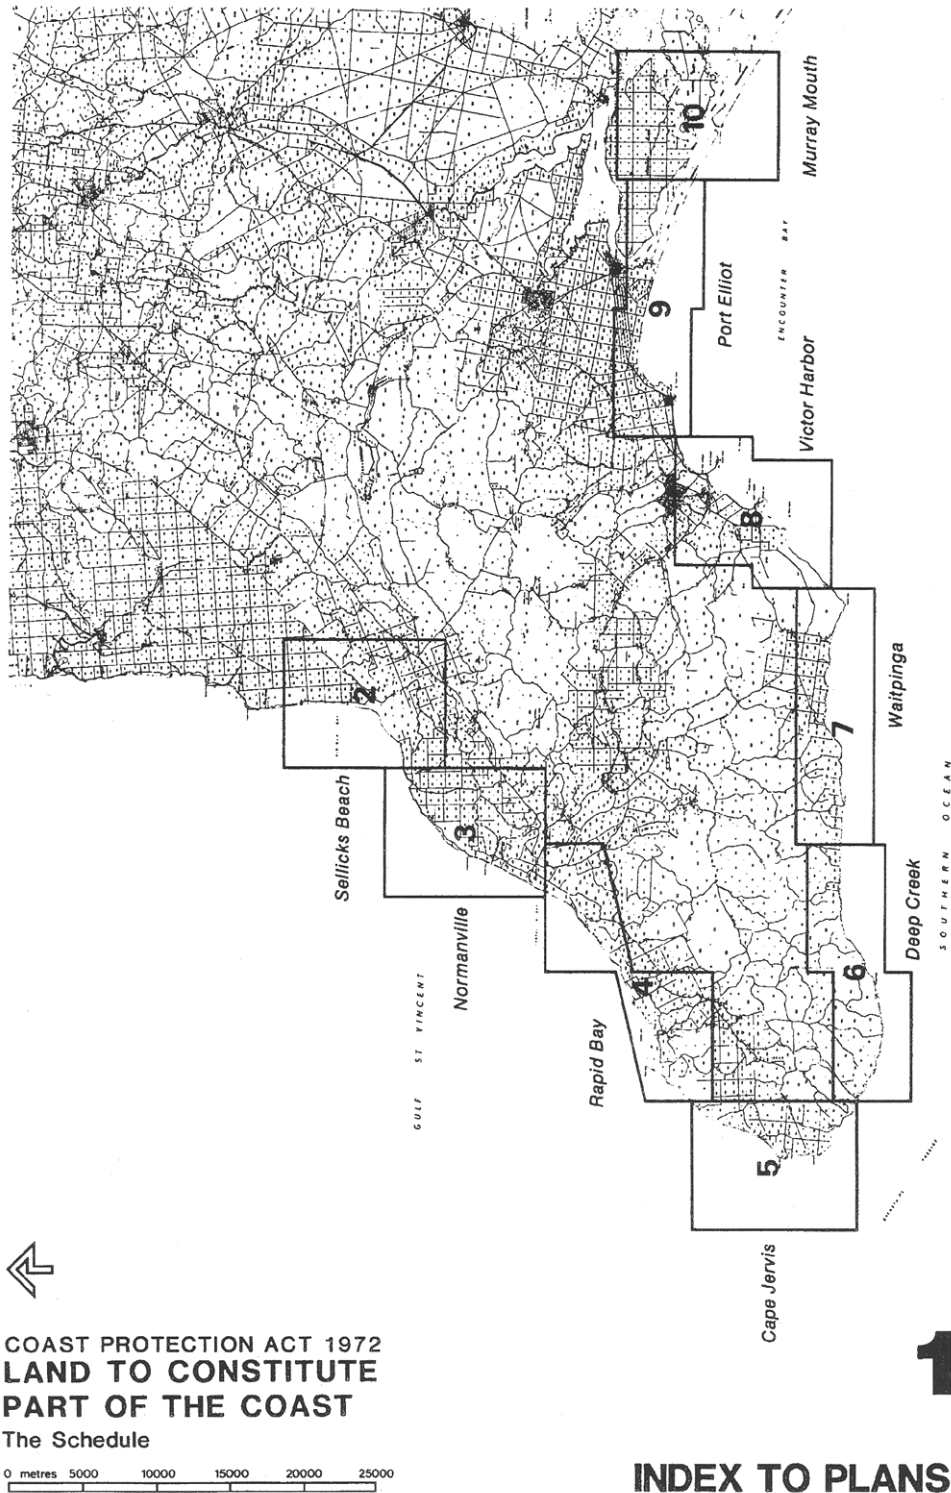 COAST PROTECTION ACT 1972
LAND TO CONSTITUTE
PART OF THE COAST
The Schedule
0 metres 5000 10000 15000 20000 25000
INDEX TO PLANS
1
Sellicks Beach
2
Normanville
3
Rapid Bay
4
Cape Jervis
5
Deep Creek
6
Waitpinga
7
Victor Harbor
8
Port Elliot
9
Murray Mouth
10
GULF ST VINCENT
ENCOUNTER BAY
SOUTHERN OCEAN